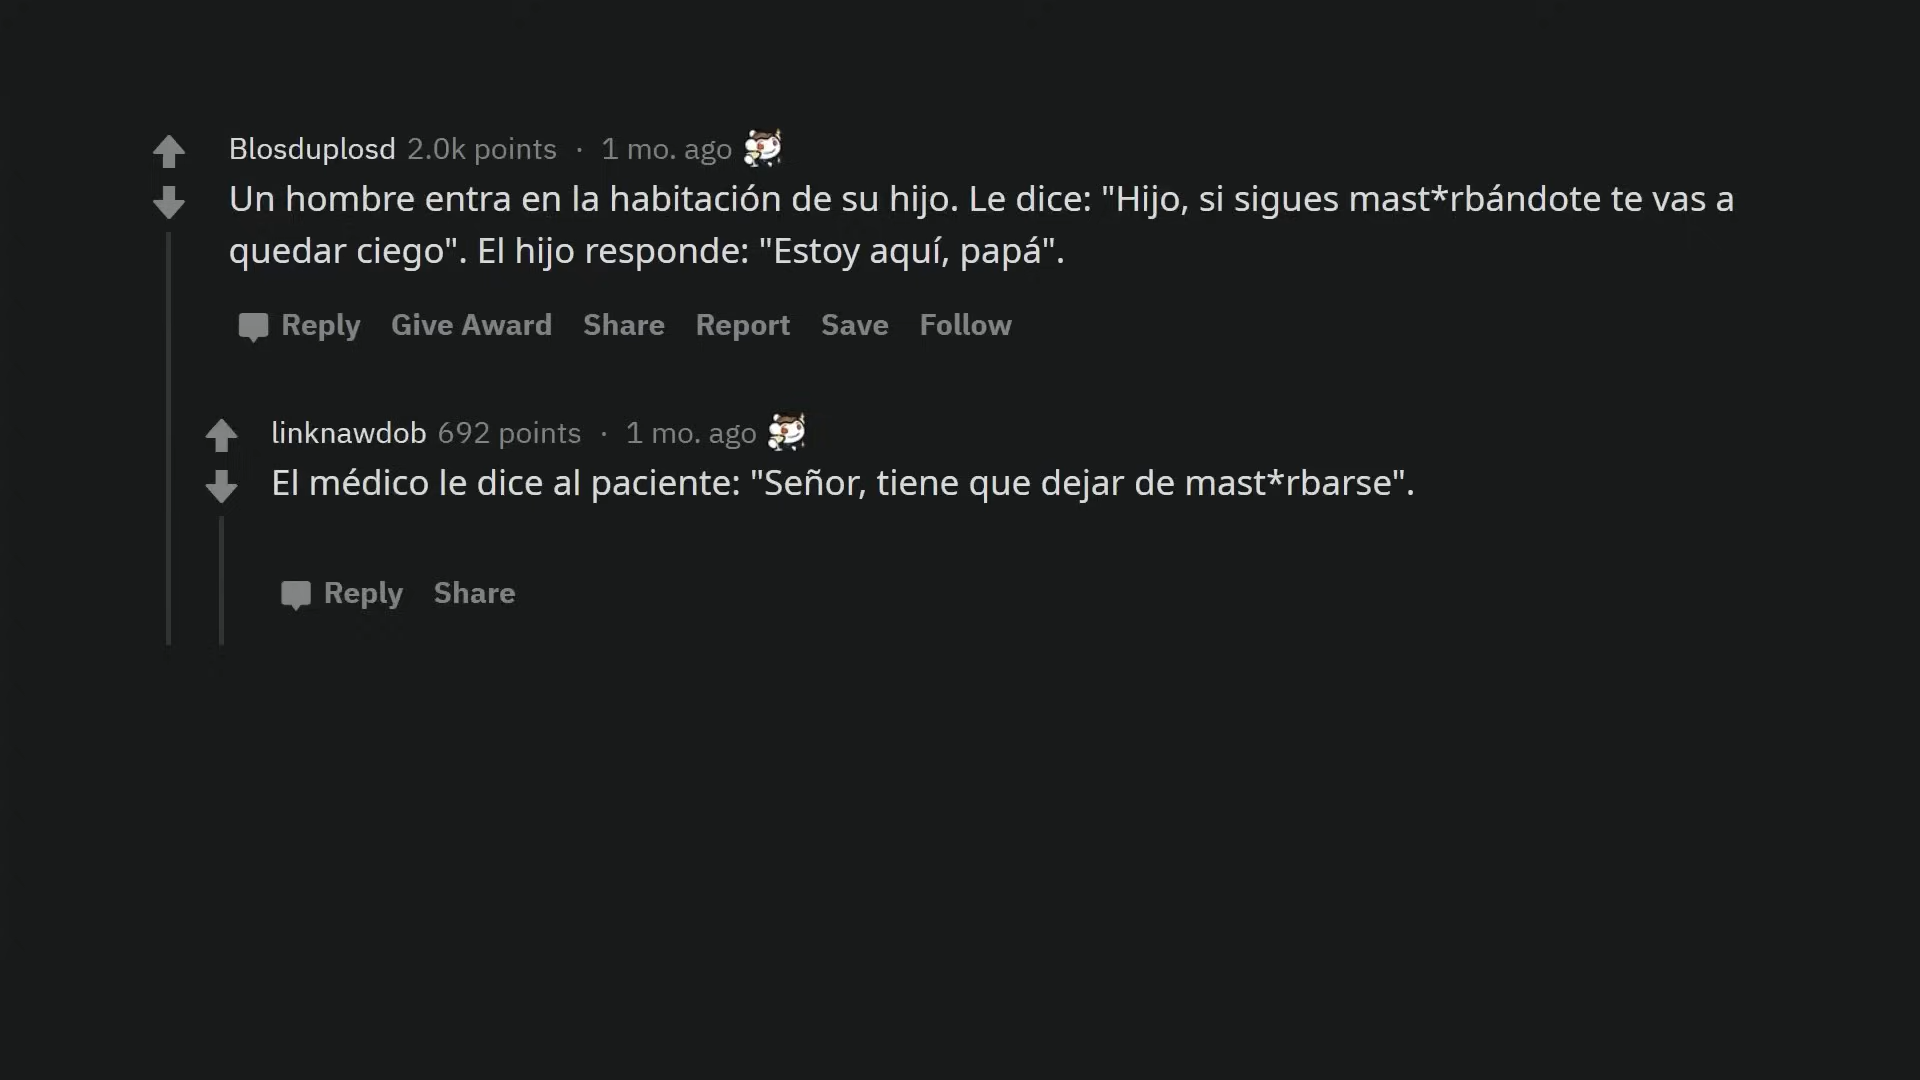 Blosduplosd 2.0k points · 1 mo. ago
Un hombre entra en la habitación de su hijo. Le dice: "Hijo, si sigues mast*rbándote te vas a
quedar ciego". El hijo responde: "Estoy aquí, papá".
Reply Give Award Share Report Save Follow
linknawdob 692 points · 1 mo. ago
El médico le dice al paciente: "Señor, tiene que dejar de mast*rbarse".
Reply Share